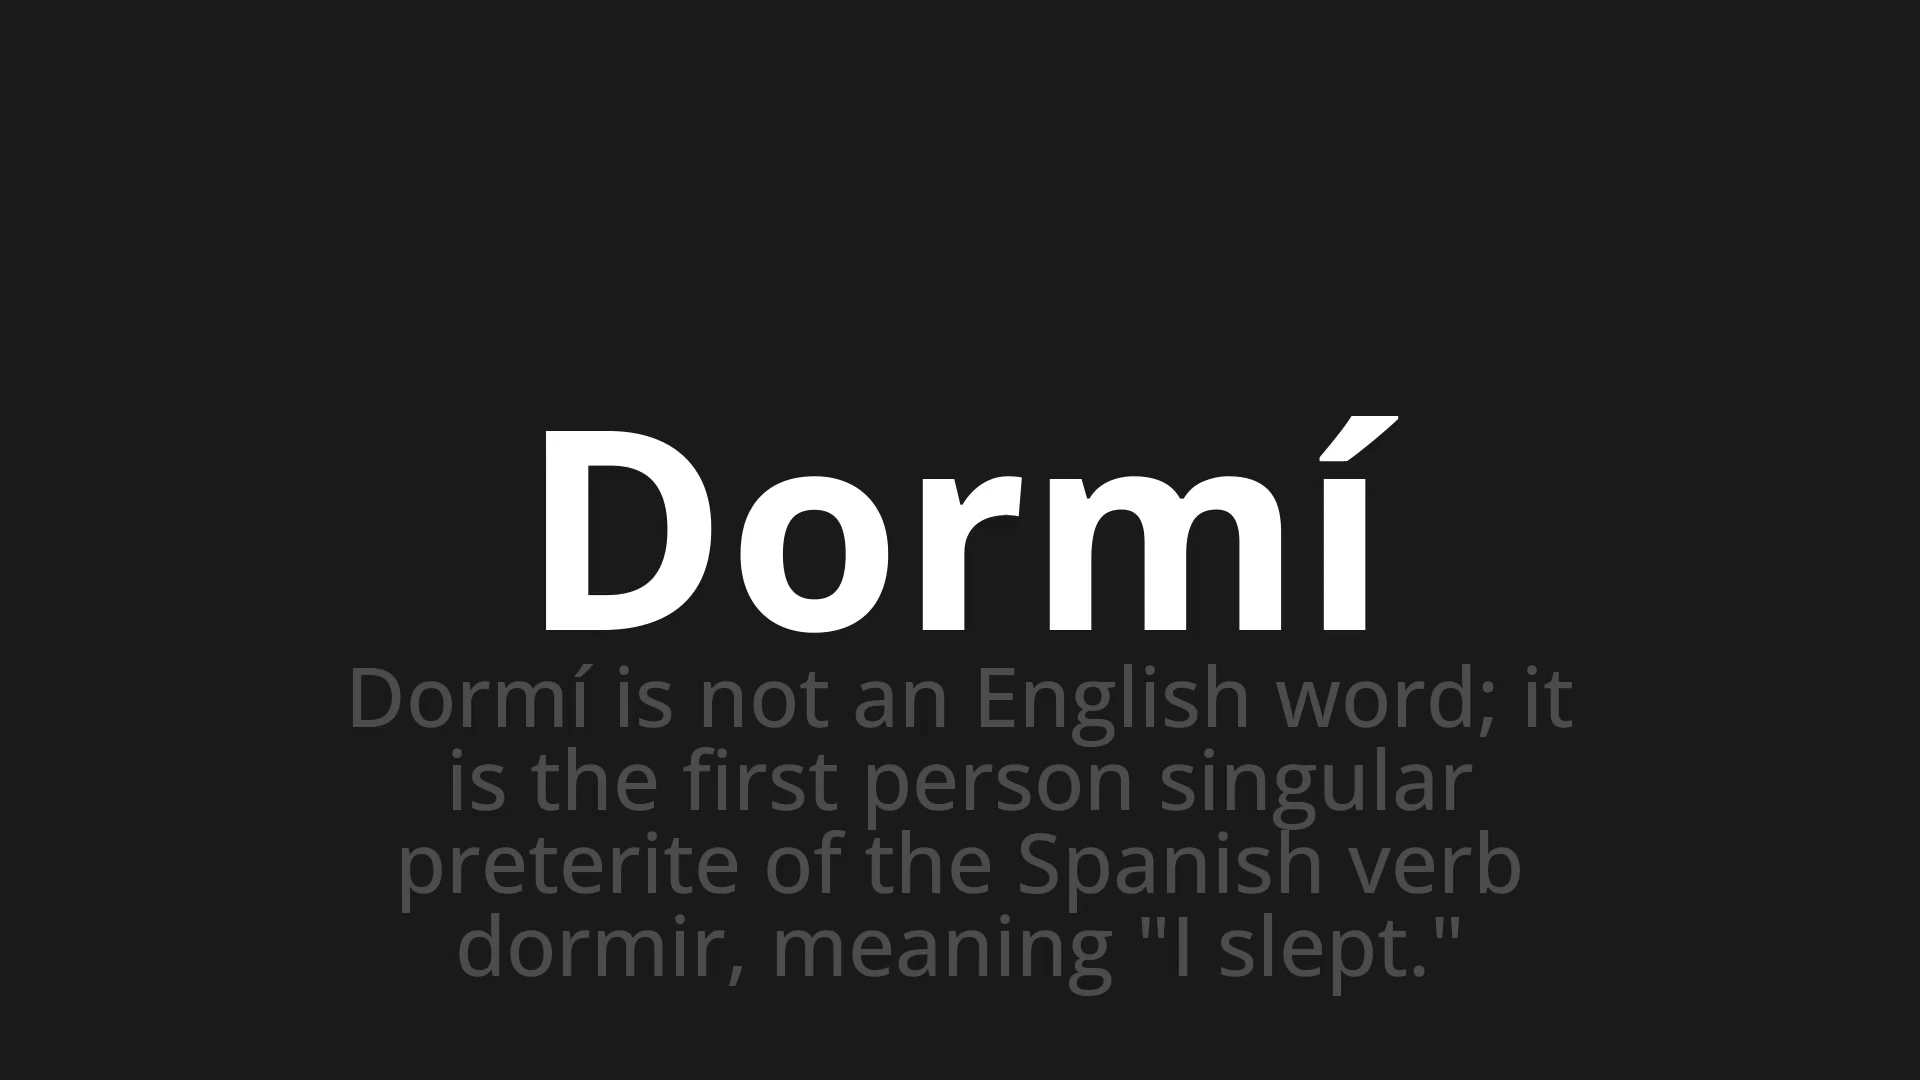 Dormí
Dormí is not an English word; it
is the first person singular
preterite of the Spanish verb
dormir, meaning "I slept."